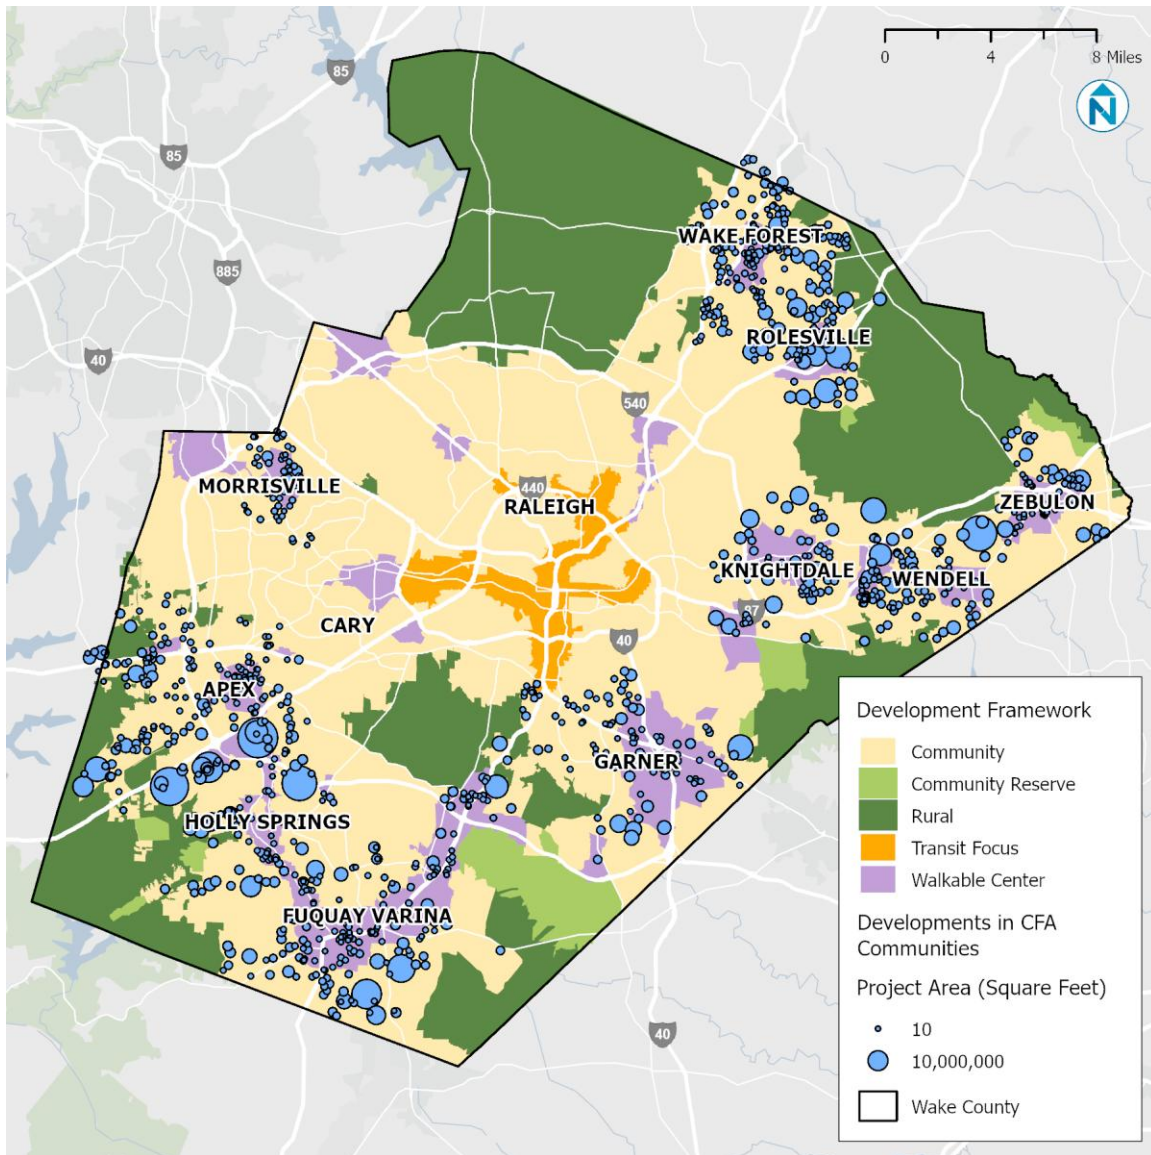 0 4 8 Miles
N
85
85
885
40
WAKE FOREST
ROLESVILLE
540
MORRISVILLE
440
RALEIGH
ZEBULON
KNIGHTDALE
WENDELL
87
CARY
40
APEX
GARNER
HOLLY SPRINGS
FUQUAY VARINA
40
Development Framework
Community
Community Reserve
Rural
Transit Focus
Walkable Center
Developments in CFA
Communities
Project Area (Square Feet)
10
10,000,000
Wake County